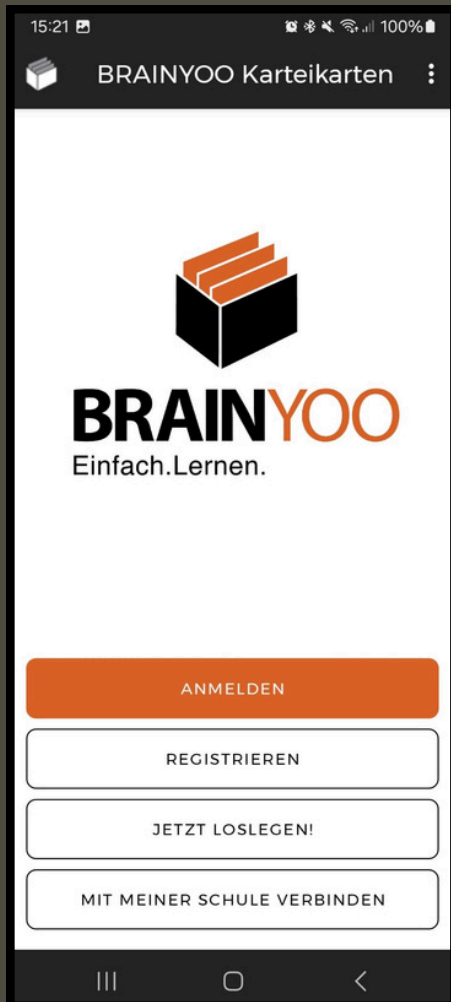 15:21 100%
BRAINYOO Karteikarten
BRAINYOO
Einfach.Lernen.
ANMELDEN
REGISTRIEREN
JETZT LOSLEGEN!
MIT MEINER SCHULE VERBINDEN